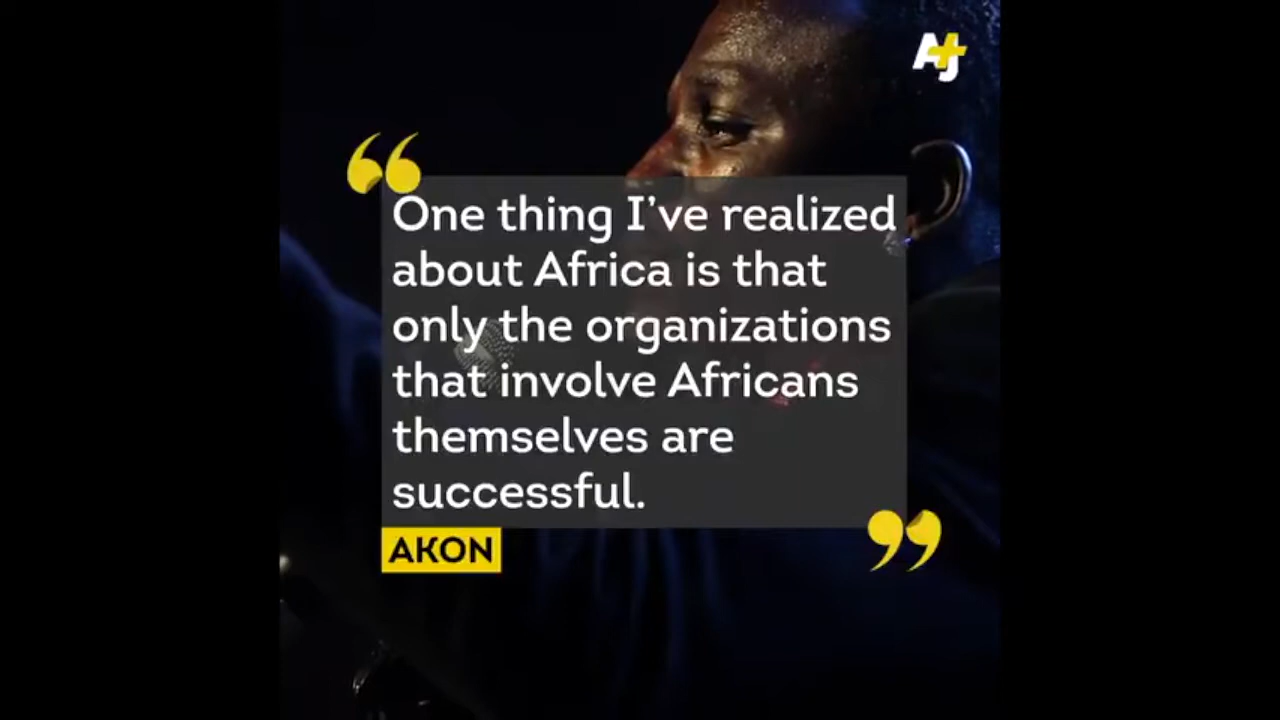 AJ+
“
One thing I’ve realized
about Africa is that
only the organizations
that involve Africans
themselves are
successful.
”
AKON